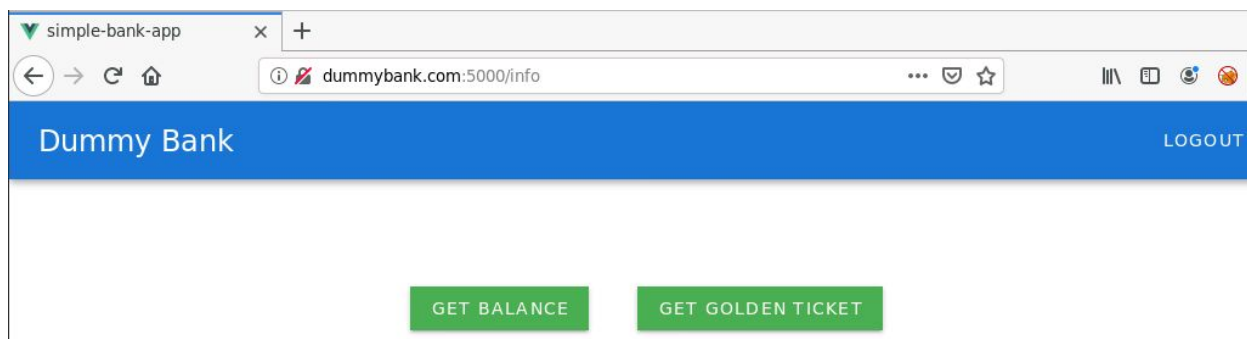 simple-bank-app
dummybank.com:5000/info
Dummy Bank
LOGOUT
GET BALANCE GET GOLDEN TICKET